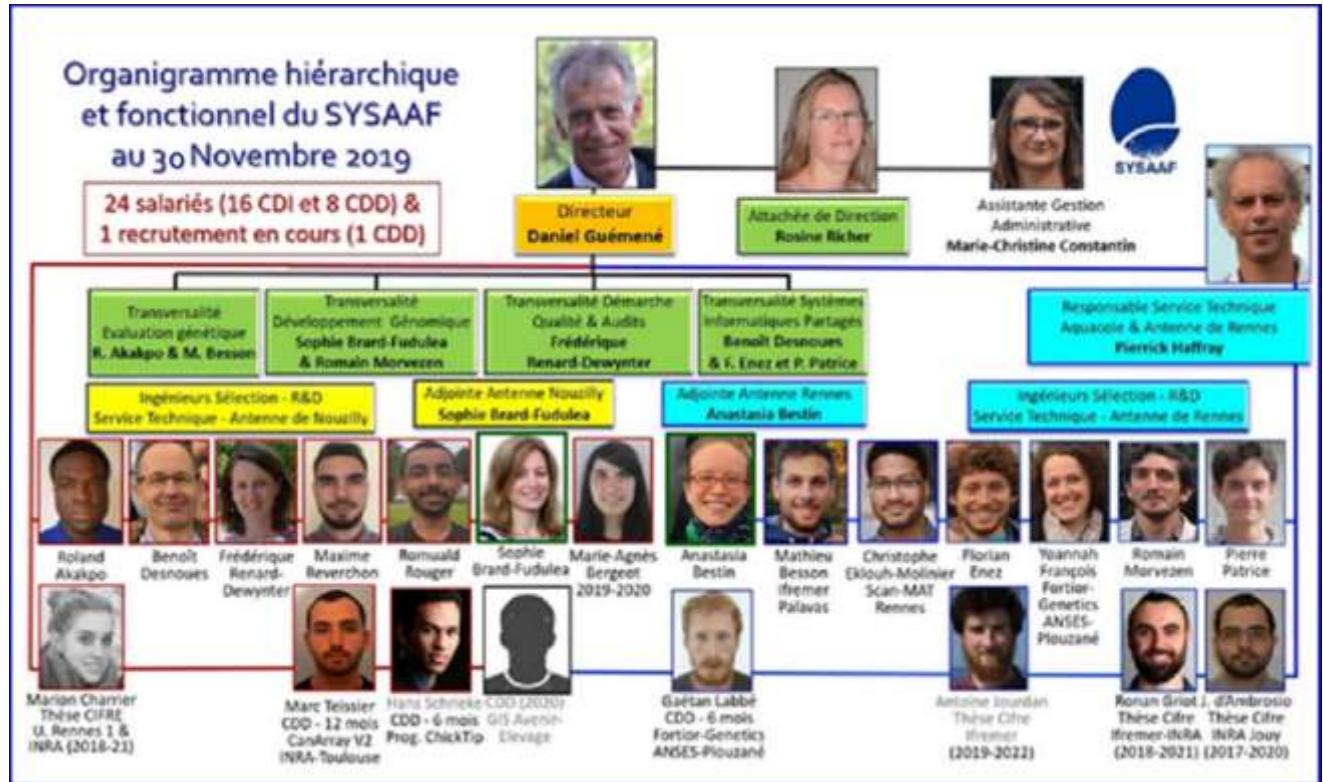 Organigramme hiérarchique
et fonctionnel du SYSAAF
au 30 Novembre 2019
24 salariés (16 CDI et 8 CDD) &
1 recrutement en cours (1 CDD)
Directeur
Daniel Guémené
Attachée de Direction
Rosine Richer
Assistante Gestion
Administrative
Marie-Christine Constantin
SYSAAF
Responsable Service Technique
Aquacole & Antenne de Rennes
Pierrick Haffray
Transversalité
Evaluation génétique
R. Akakpo & M. Besson
Transversalité
Développement Génomique
Sophie Brard-Fudulea
& Romain Morvezen
Transversalité Démarche
Qualité & Audits
Frédérique
Renard-Dewynter
Transversalité Systèmes
Informatiques Partagés
Benoît Desnoues
& F. Enez et P. Patrice
Ingénieurs Sélection - R&D
Service Technique - Antenne de Nouzilly
Adjointe Antenne Nouzilly
Sophie Brard-Fudulea
Adjointe Antenne Rennes
Anastasia Bestin
Ingénieurs Sélection - R&D
Service Technique - Antenne de Rennes
Roland
Akakpo
Benoît
Desnoues
Frédérique
Renard-
Dewynter
Maxime
Reverchon
Romuald
Rouger
Sophie
Brard-Fudulea
Marie-Agnès
Bergeot
2019-2020
Anastasia
Bestin
Mathieu
Besson
Ifremer
Palavas
Christophe
Eklouh-Molinier
Scan-MAT
Rennes
Florian
Enez
Yoannah
François
Fortior-
Genetics
ANSES-
Plouzané
Romain
Morvezen
Pierre
Patrice
Marion Charrier
Thèse CIFRE
U. Rennes 1 &
INRA (2018-21)
Marc Teissier
CDD - 12 mois
CanArray V2
INRA-Toulouse
Hans Schrieke
CDD - 6 mois
Prog. ChickTip
CDD (2020)
GIS Avenir-
Elevage
Gaëtan Labbé
CDD - 6 mois
Fortior-Genetics
ANSES-Plouzané
Antoine Jourdan
Thèse Cifre
Ifremer
(2019-2022)
Ronan Griot
Thèse Cifre
Ifremer-INRA
(2018-2021)
J. d'Ambrosio
Thèse Cifre
INRA Jouy
(2017-2020)